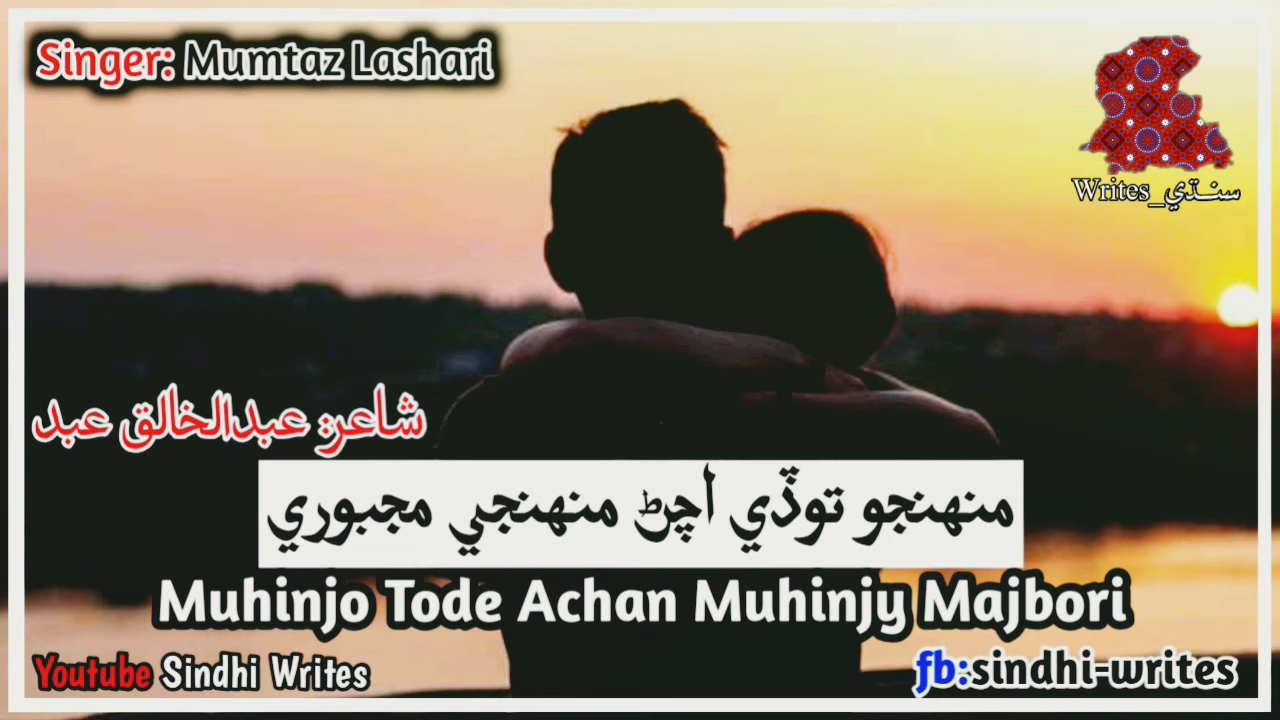 Singer: Mumtaz Lashari
سنڌي_Writes
شاعر: عبدالخالق عبد
منهنجو توڏي اچڻ منهنجي مجبوري
Muhinjo Tode Achan Muhinjy Majbori
Youtube Sindhi Writes
fb:sindhi-writes